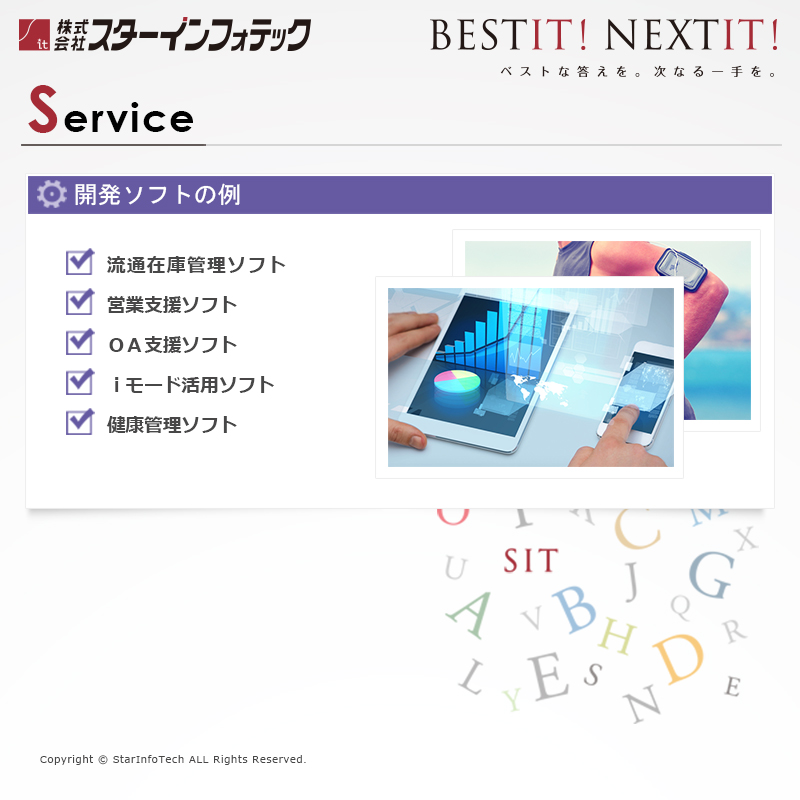 it 株式会社スターインフォテック
BESTIT! NEXTIT!
ベストな答えを。次なる一手を。
Service
開発ソフトの例
流通在庫管理ソフト
営業支援ソフト
ＯＡ支援ソフト
ｉモード活用ソフト
健康管理ソフト
O I A C M X
U SIT J G
A V B H Q R
L Y E S N D E
Copyright © StarInfoTech ALL Rights Reserved.